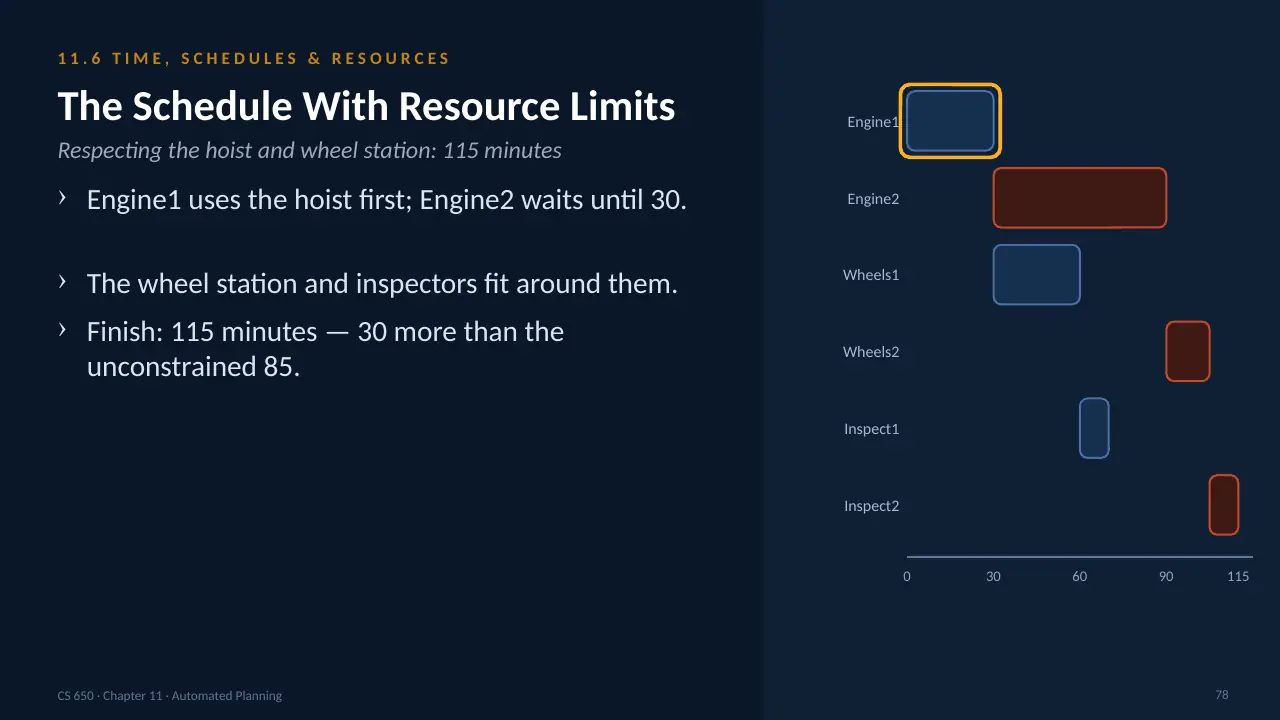 11.6 TIME, SCHEDULES & RESOURCES
The Schedule With Resource Limits
Respecting the hoist and wheel station: 115 minutes
› Engine1 uses the hoist first; Engine2 waits until 30.
› The wheel station and inspectors fit around them.
› Finish: 115 minutes — 30 more than the
unconstrained 85.
Engine1
Engine2
Wheels1
Wheels2
Inspect1
Inspect2
0 30 60 90 115
CS 650 · Chapter 11 · Automated Planning
78